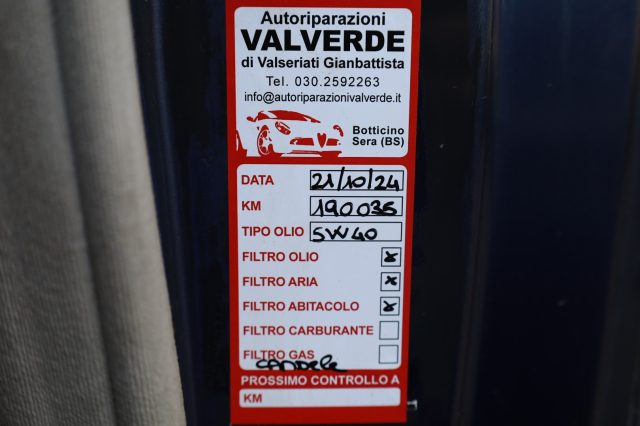 Autoriparazioni
VALVERDE
di Valseriati Gianbattista
Tel. 030.2592263
info@autoriparazionivalverde.it
Botticino
Sera (BS)
DATA 21/10/24
KM 190036
TIPO OLIO 5W40
FILTRO OLIO x
FILTRO ARIA x
FILTRO ABITACOLO x
FILTRO CARBURANTE
FILTRO GAS
CANDELE
PROSSIMO CONTROLLO A
KM